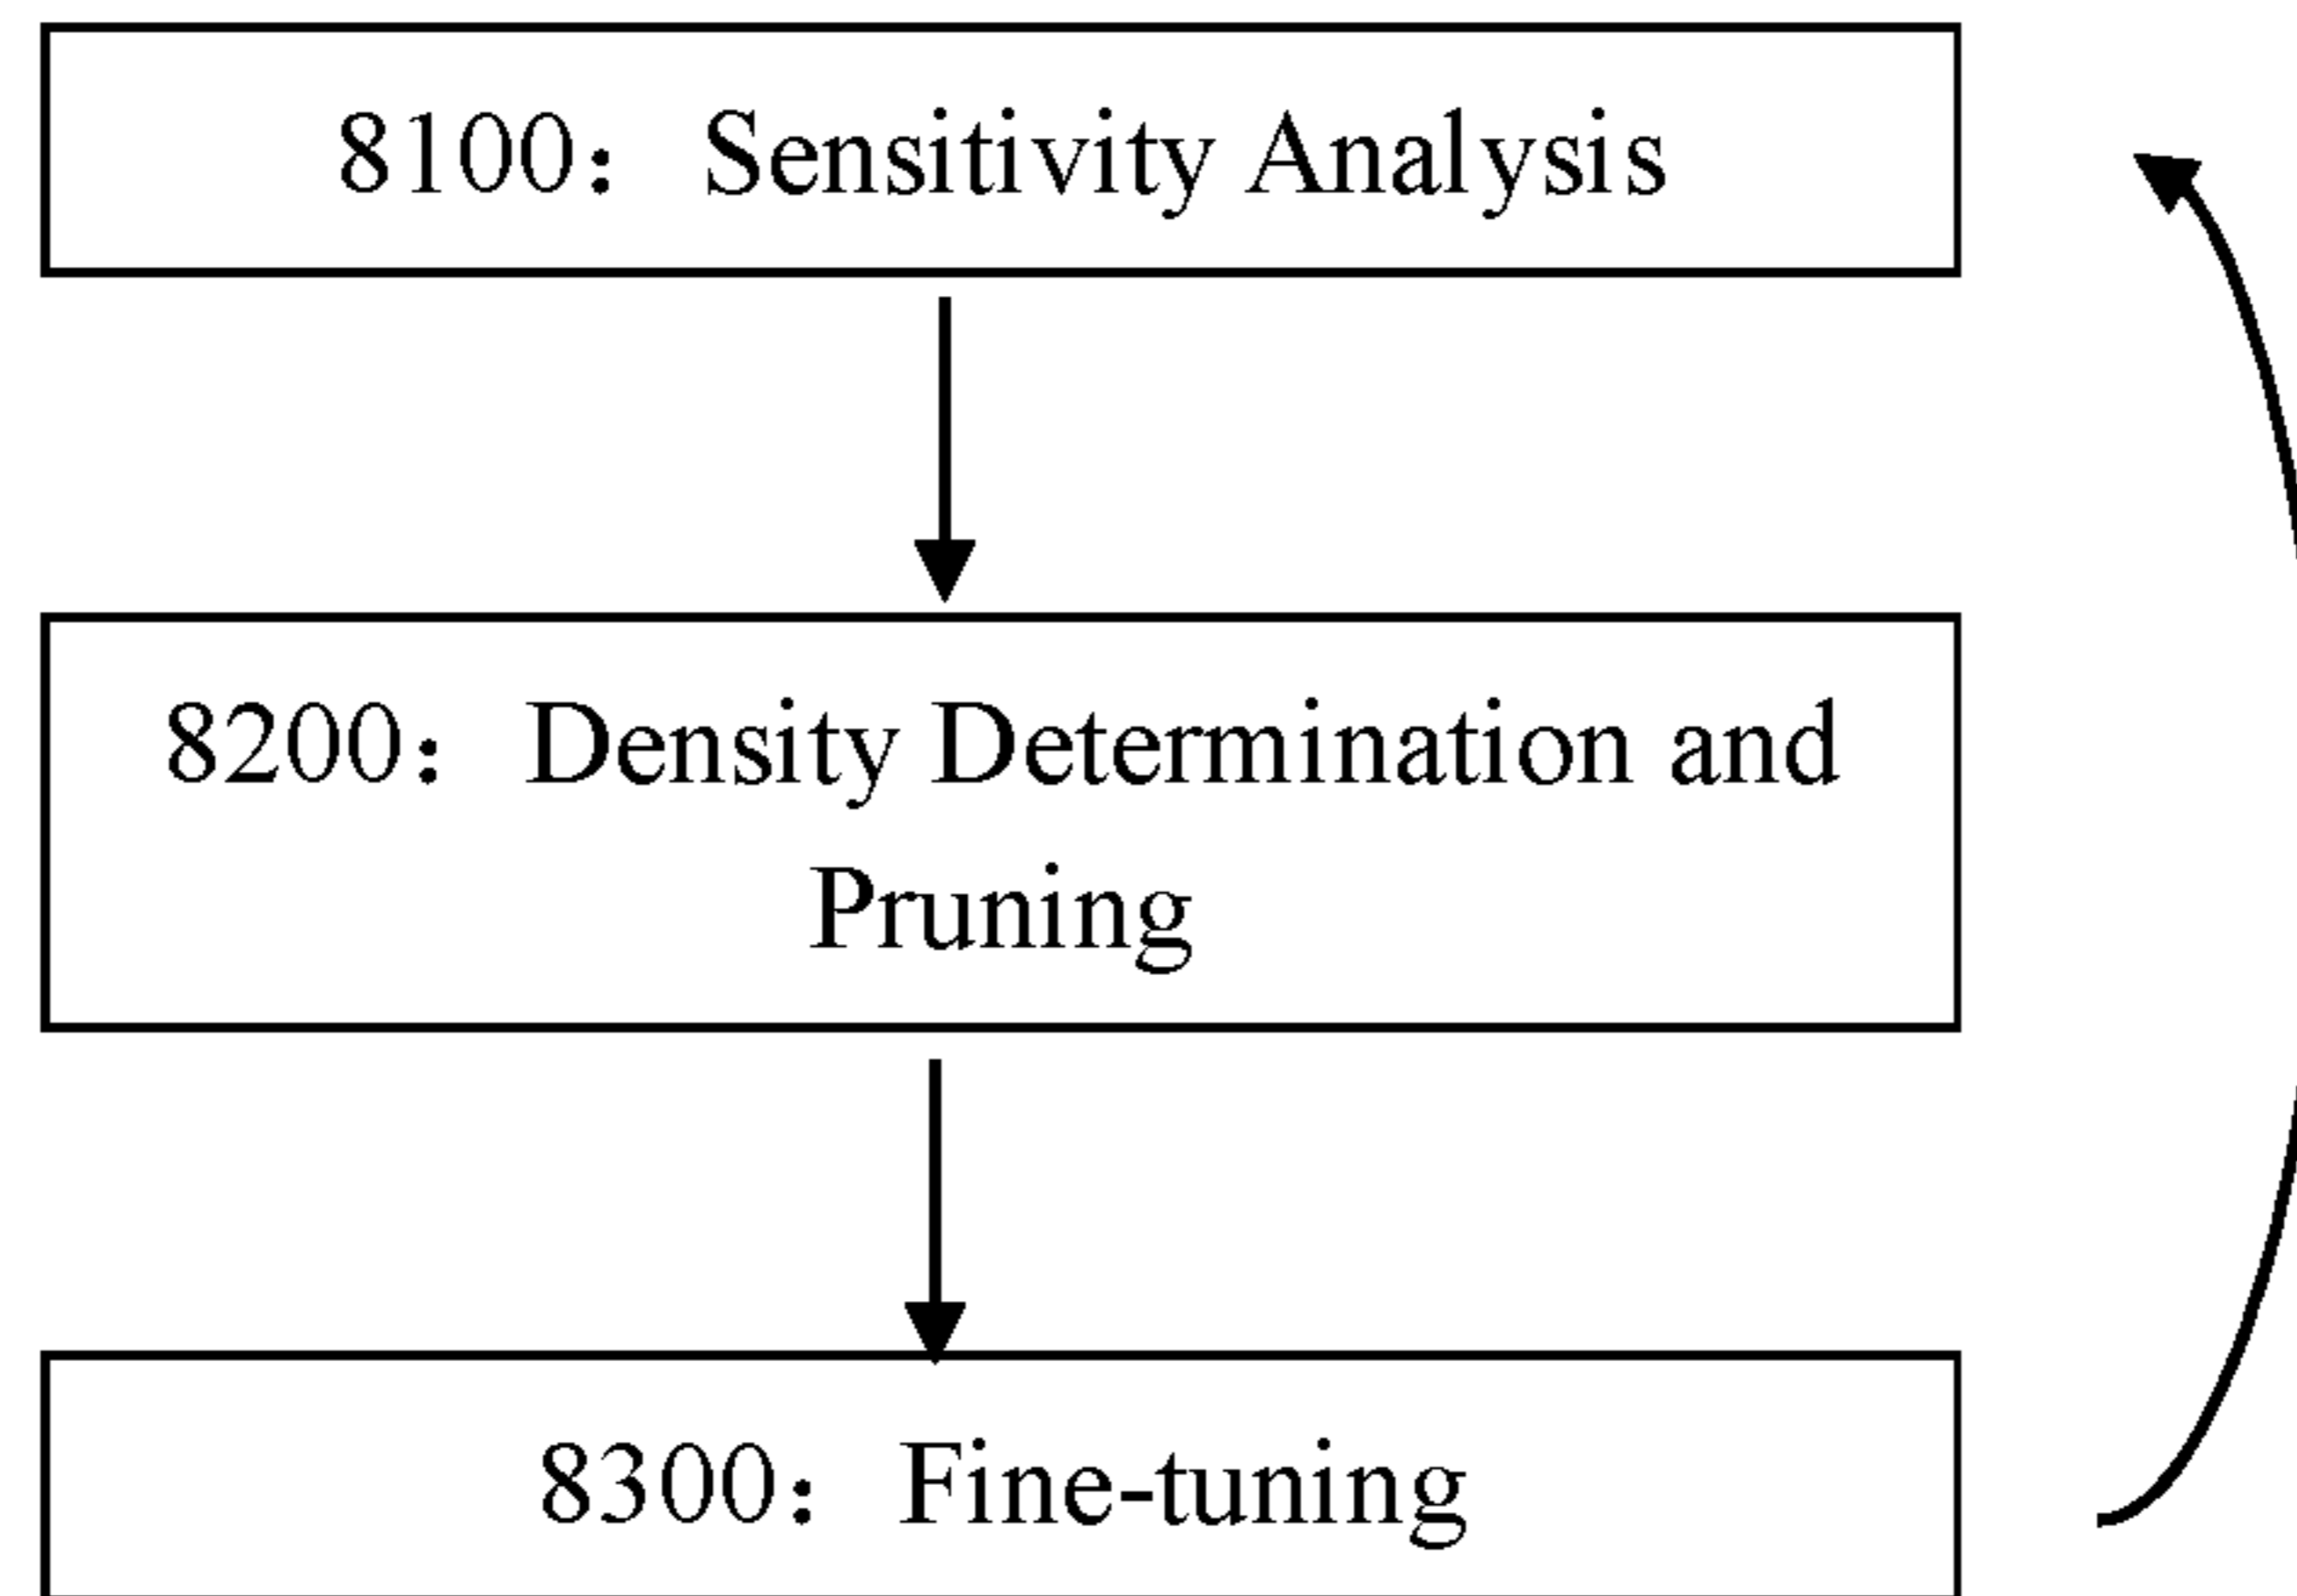 8100: Sensitivity Analysis
8200: Density Determination and
Pruning
8300: Fine-tuning